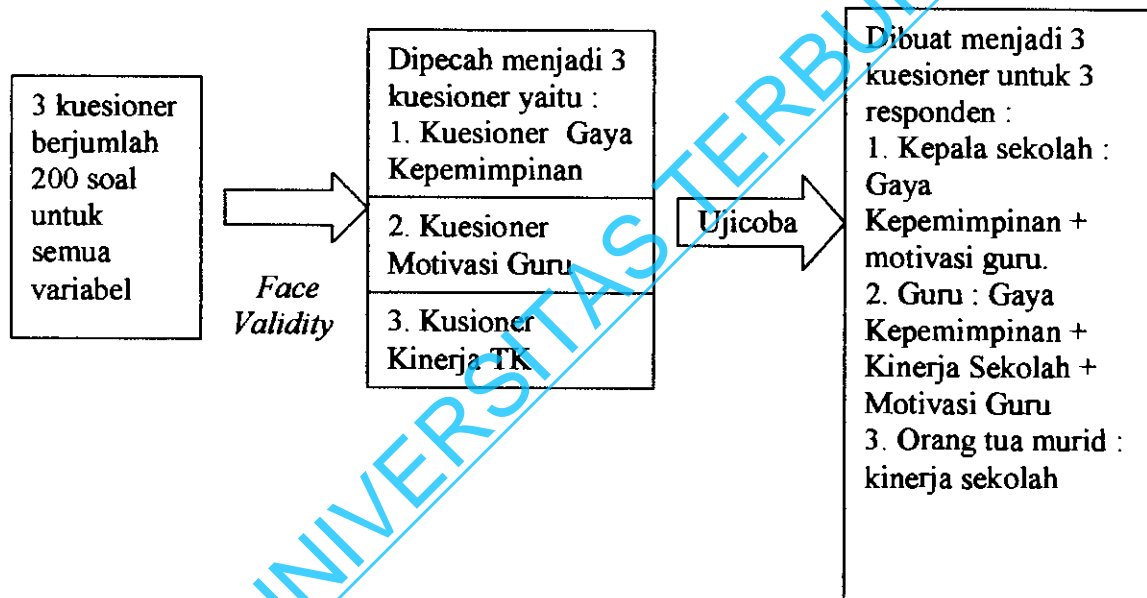 3 kuesioner
berjumlah
200 soal
untuk
semua
variabel
Face
Validity
Dipecah menjadi 3
kuesioner yaitu :
1. Kuesioner Gaya
Kepemimpinan
2. Kuesioner
Motivasi Guru
3. Kusioner
Kinerja TK
Ujicoba
Dibuat menjadi 3
kuesioner untuk 3
responden :
1. Kepala sekolah :
Gaya
Kepemimpinan +
motivasi guru.
2. Guru : Gaya
Kepemimpinan +
Kinerja Sekolah +
Motivasi Guru
3. Orang tua murid :
kinerja sekolah
UNIVERSITAS TERBU